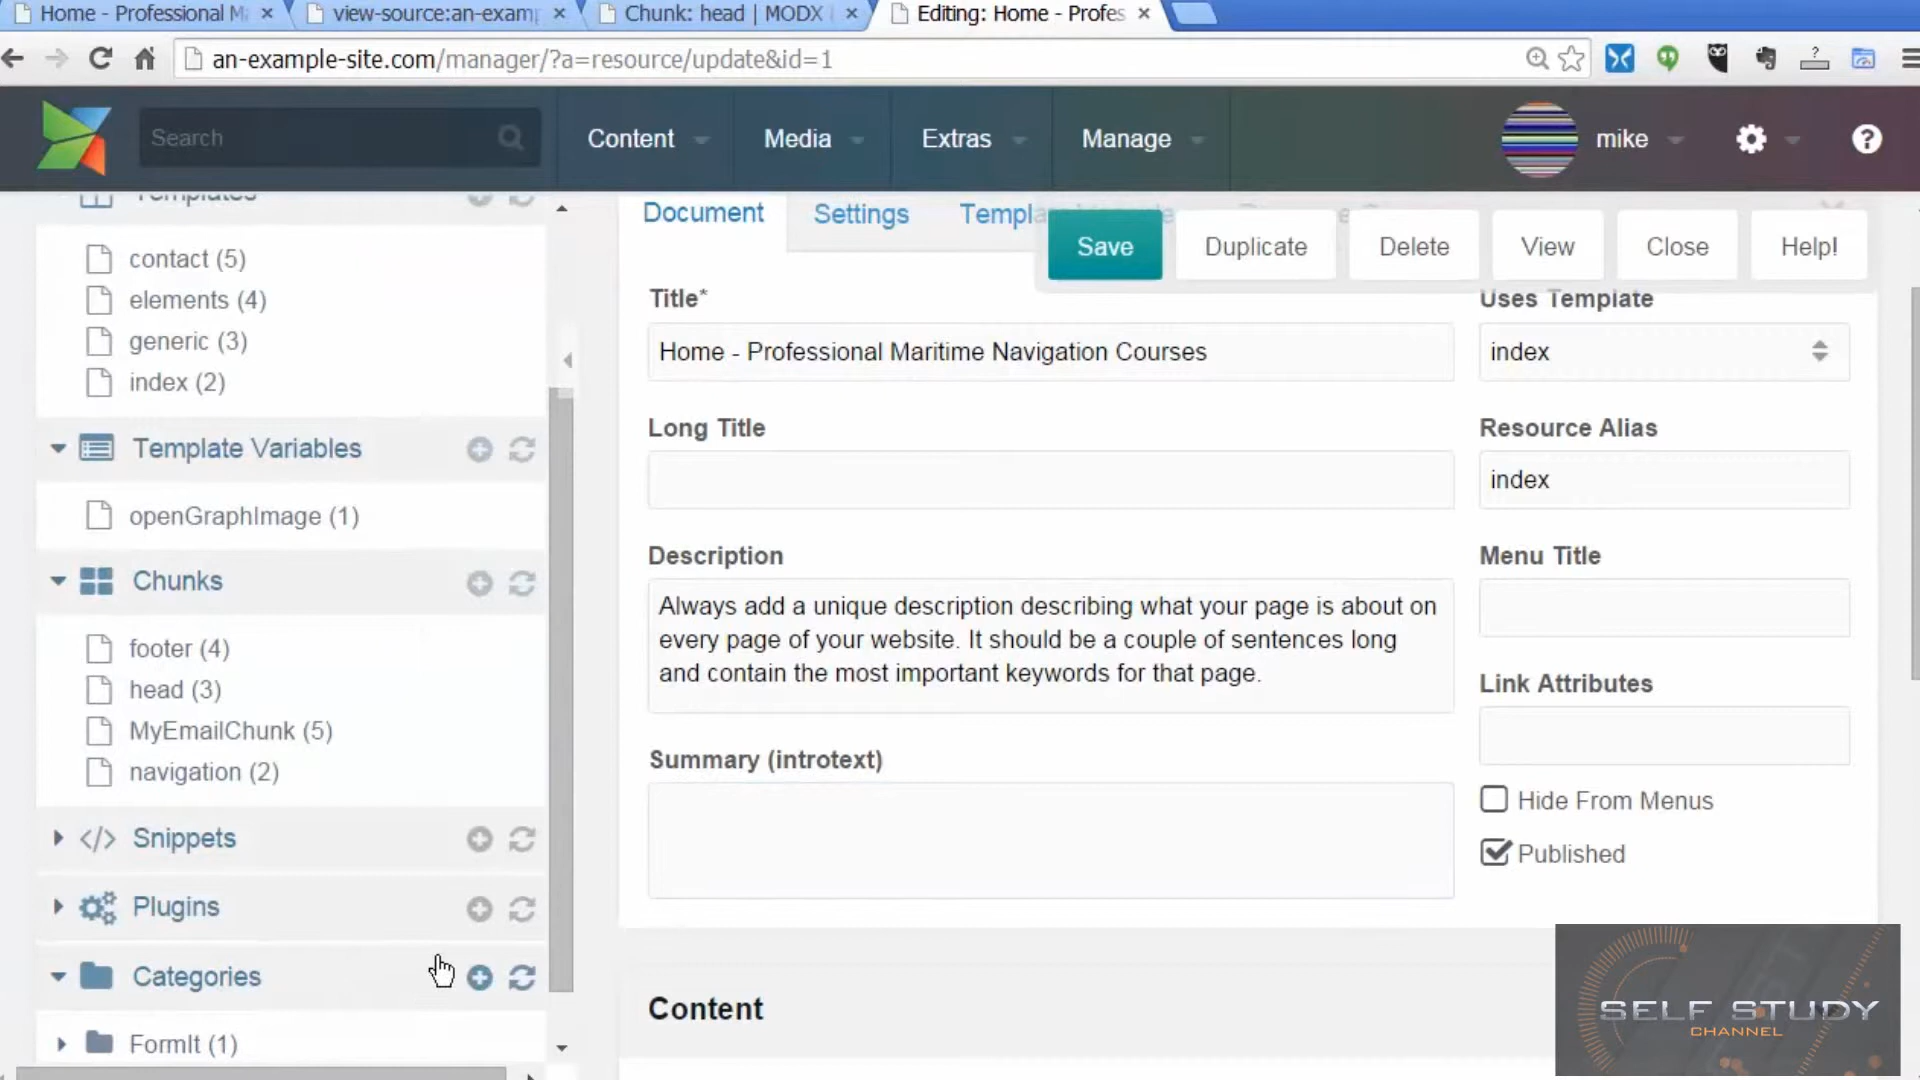 Home - Professional M
view-source:an-examp
Chunk: head | MODX
Editing: Home - Profes
an-example-site.com/manager/?a=resource/update&id=1
Search
Content
Media
Extras
Manage
mike
Templates
contact (5)
elements (4)
generic (3)
index (2)
Template Variables
openGraphImage (1)
Chunks
footer (4)
head (3)
MyEmailChunk (5)
navigation (2)
Snippets
Plugins
Categories
FormIt (1)
Document
Settings
Save
Duplicate
Delete
View
Close
Help!
Title*
Home - Professional Maritime Navigation Courses
Long Title
Description
Always add a unique description describing what your page is about on
every page of your website. It should be a couple of sentences long
and contain the most important keywords for that page.
Summary (introtext)
Uses Template
index
Resource Alias
index
Menu Title
Link Attributes
Hide From Menus
Published
Content
SELF STUDY
CHANNEL